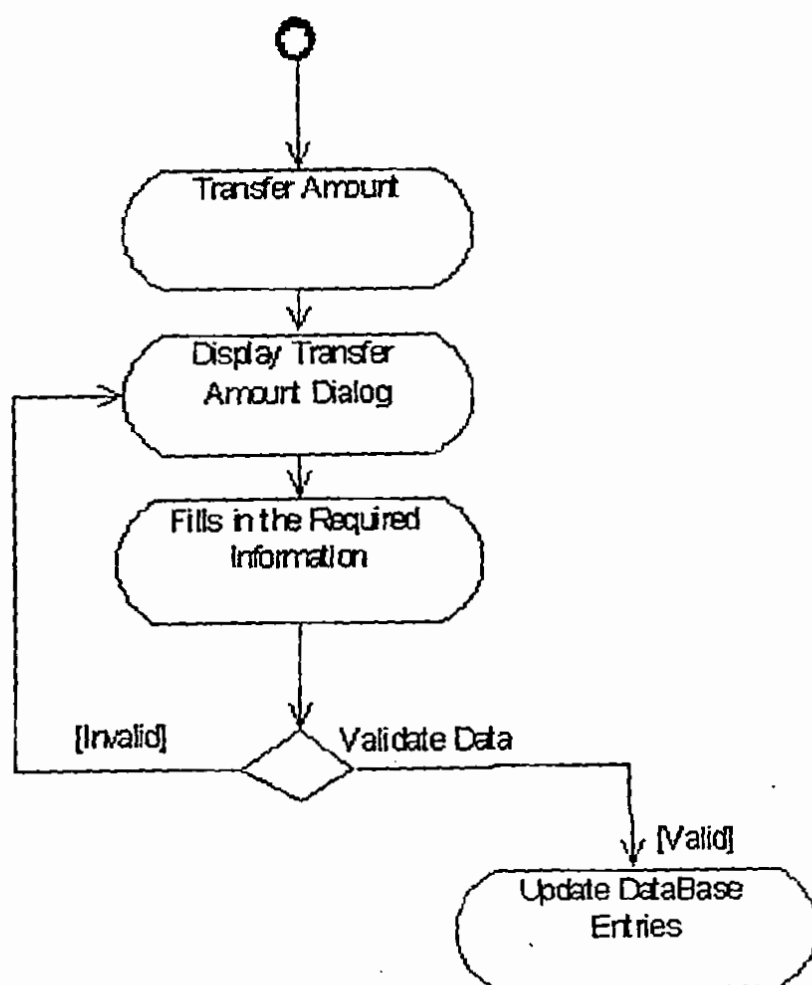 Transfer Amount
Display Transfer
Amount Dialog
Fills in the Required
Information
[Invalid]
Validate Data
[Valid]
Update DataBase
Entries